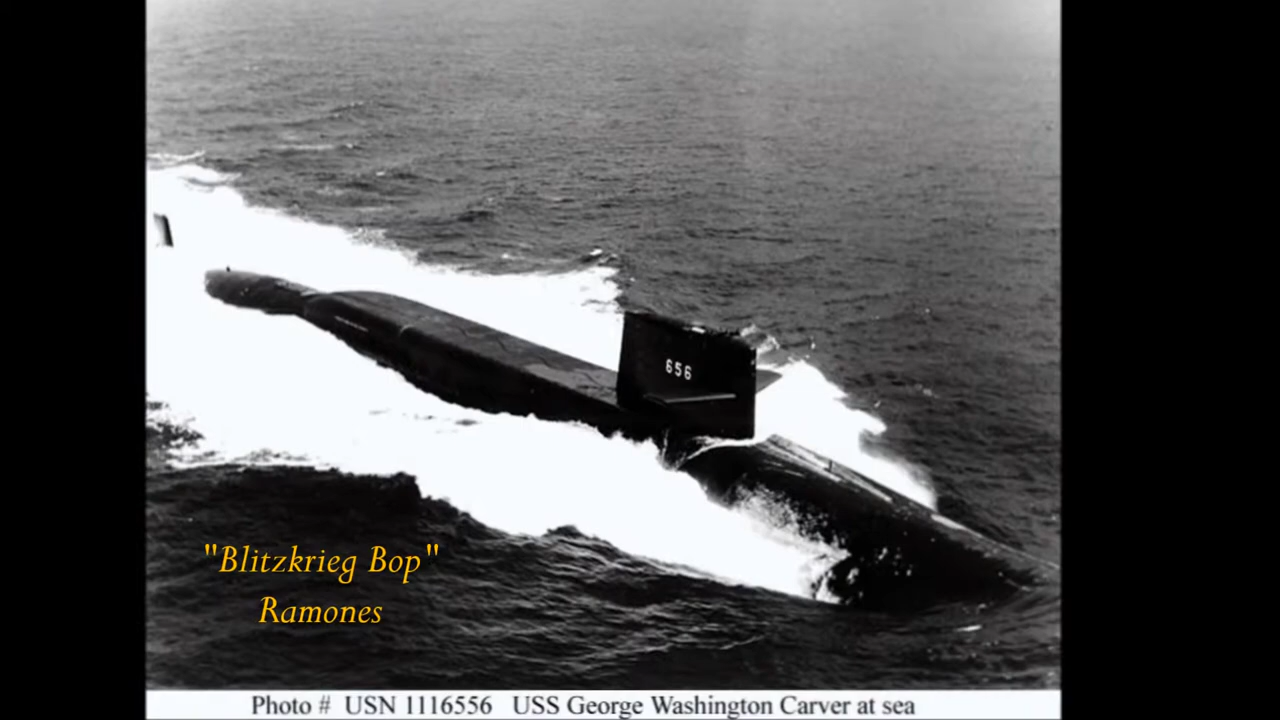 656
"Blitzkrieg Bop"
Ramones
Photo # USN 1116556 USS George Washington Carver at sea